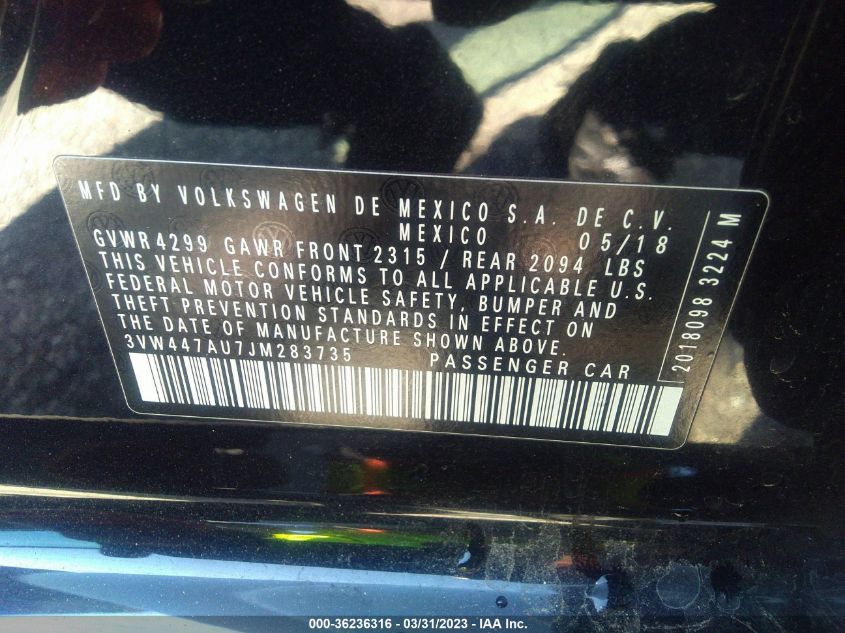 MFD BY VOLKSWAGEN DE MEXICO S.A. DE C.V.
MEXICO 05/18
GVWR 4299 GAWR FRONT 2315 / REAR 2094 LBS
THIS VEHICLE CONFORMS TO ALL APPLICABLE U.S.
FEDERAL MOTOR VEHICLE SAFETY, BUMPER AND
THEFT PREVENTION STANDARDS IN EFFECT ON
THE DATE OF MANUFACTURE SHOWN ABOVE.
3VW447AU7JM283735 PASSENGER CAR
2018098 3224 M
000-36236316 - 03/31/2023 - IAA Inc.